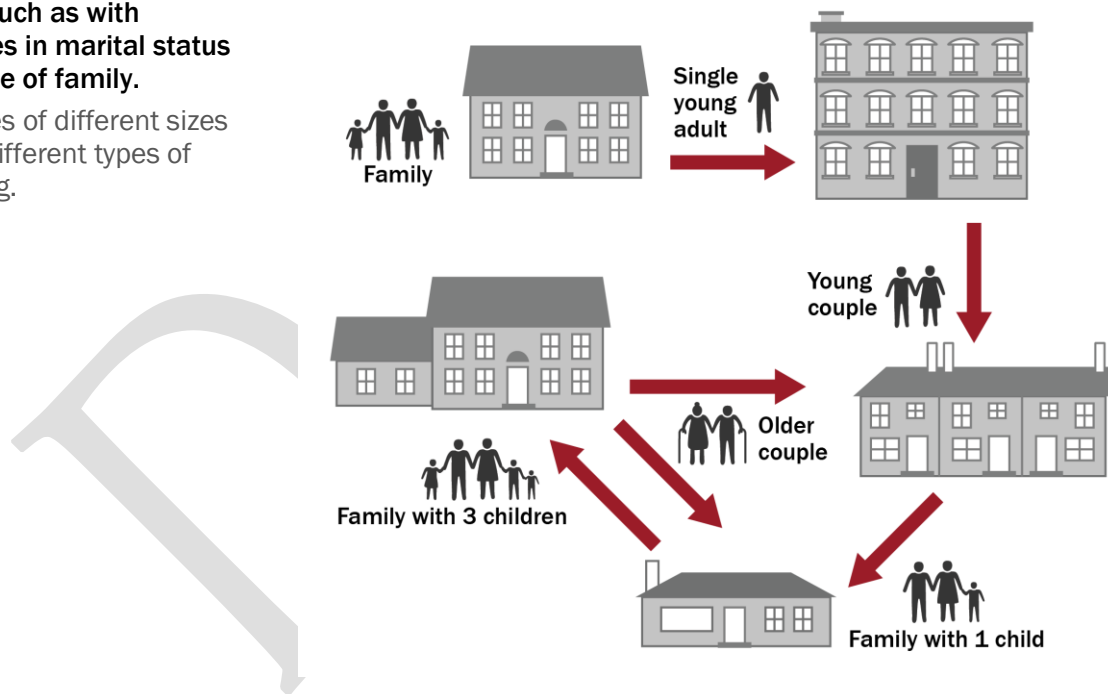 uch as with
es in marital status
e of family.
es of different sizes
ifferent types of
g.
Family
Single
young
adult
Young
couple
Older
couple
Family with 3 children
Family with 1 child